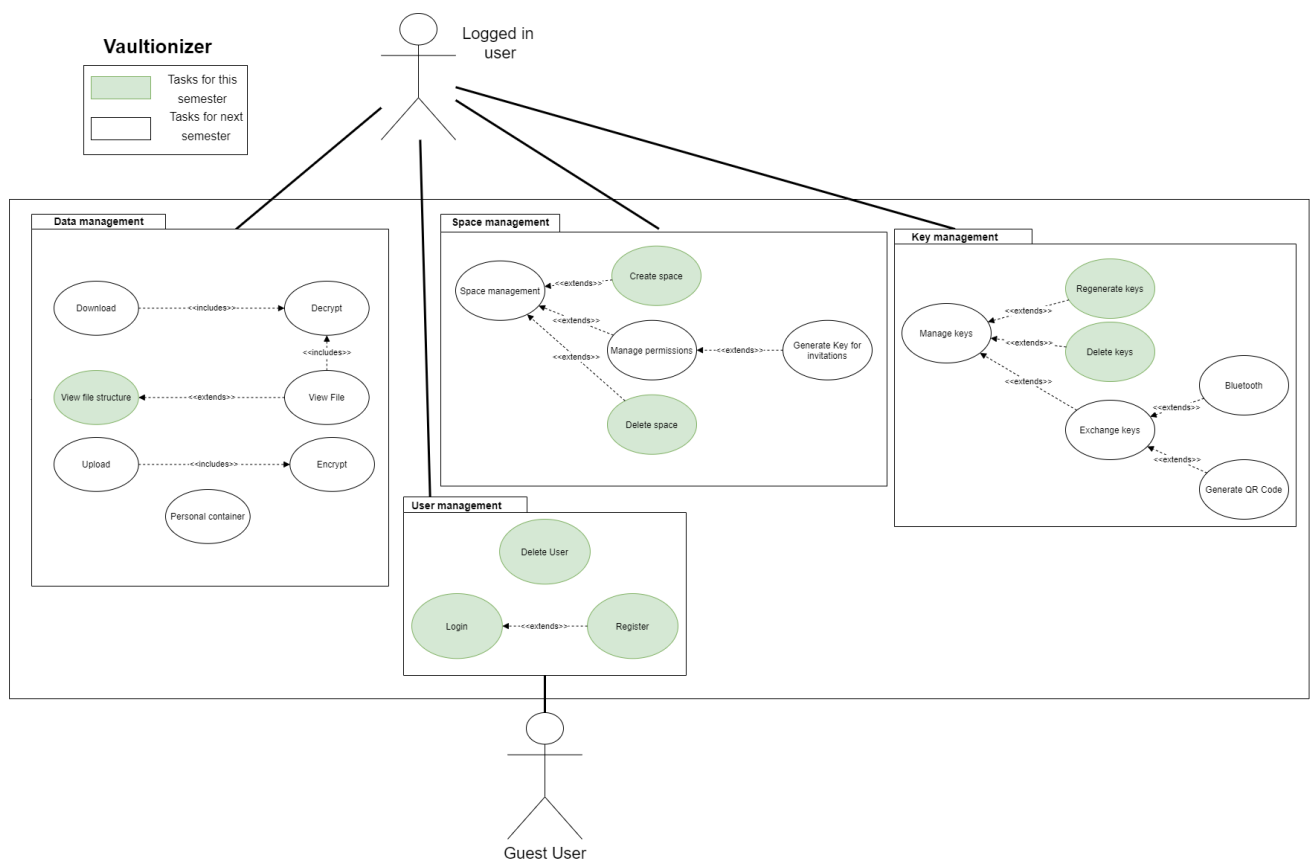 Logged in
user
Vaultionizer
Tasks for this
semester
Tasks for next
semester
Data management
Download
<<includes>>
Decrypt
<<includes>>
View file structure
<<extends>>
View File
Upload
<<includes>>
Encrypt
Personal container
Space management
Space management
<<extends>>
Create space
<<extends>>
Manage permissions
<<extends>>
Generate Key for
invitations
<<extends>>
Delete space
Key management
Manage keys
<<extends>>
Regenerate keys
<<extends>>
Delete keys
<<extends>>
Exchange keys
<<extends>>
Bluetooth
<<extends>>
Generate QR Code
User management
Delete User
Login
<<extends>>
Register
Guest User